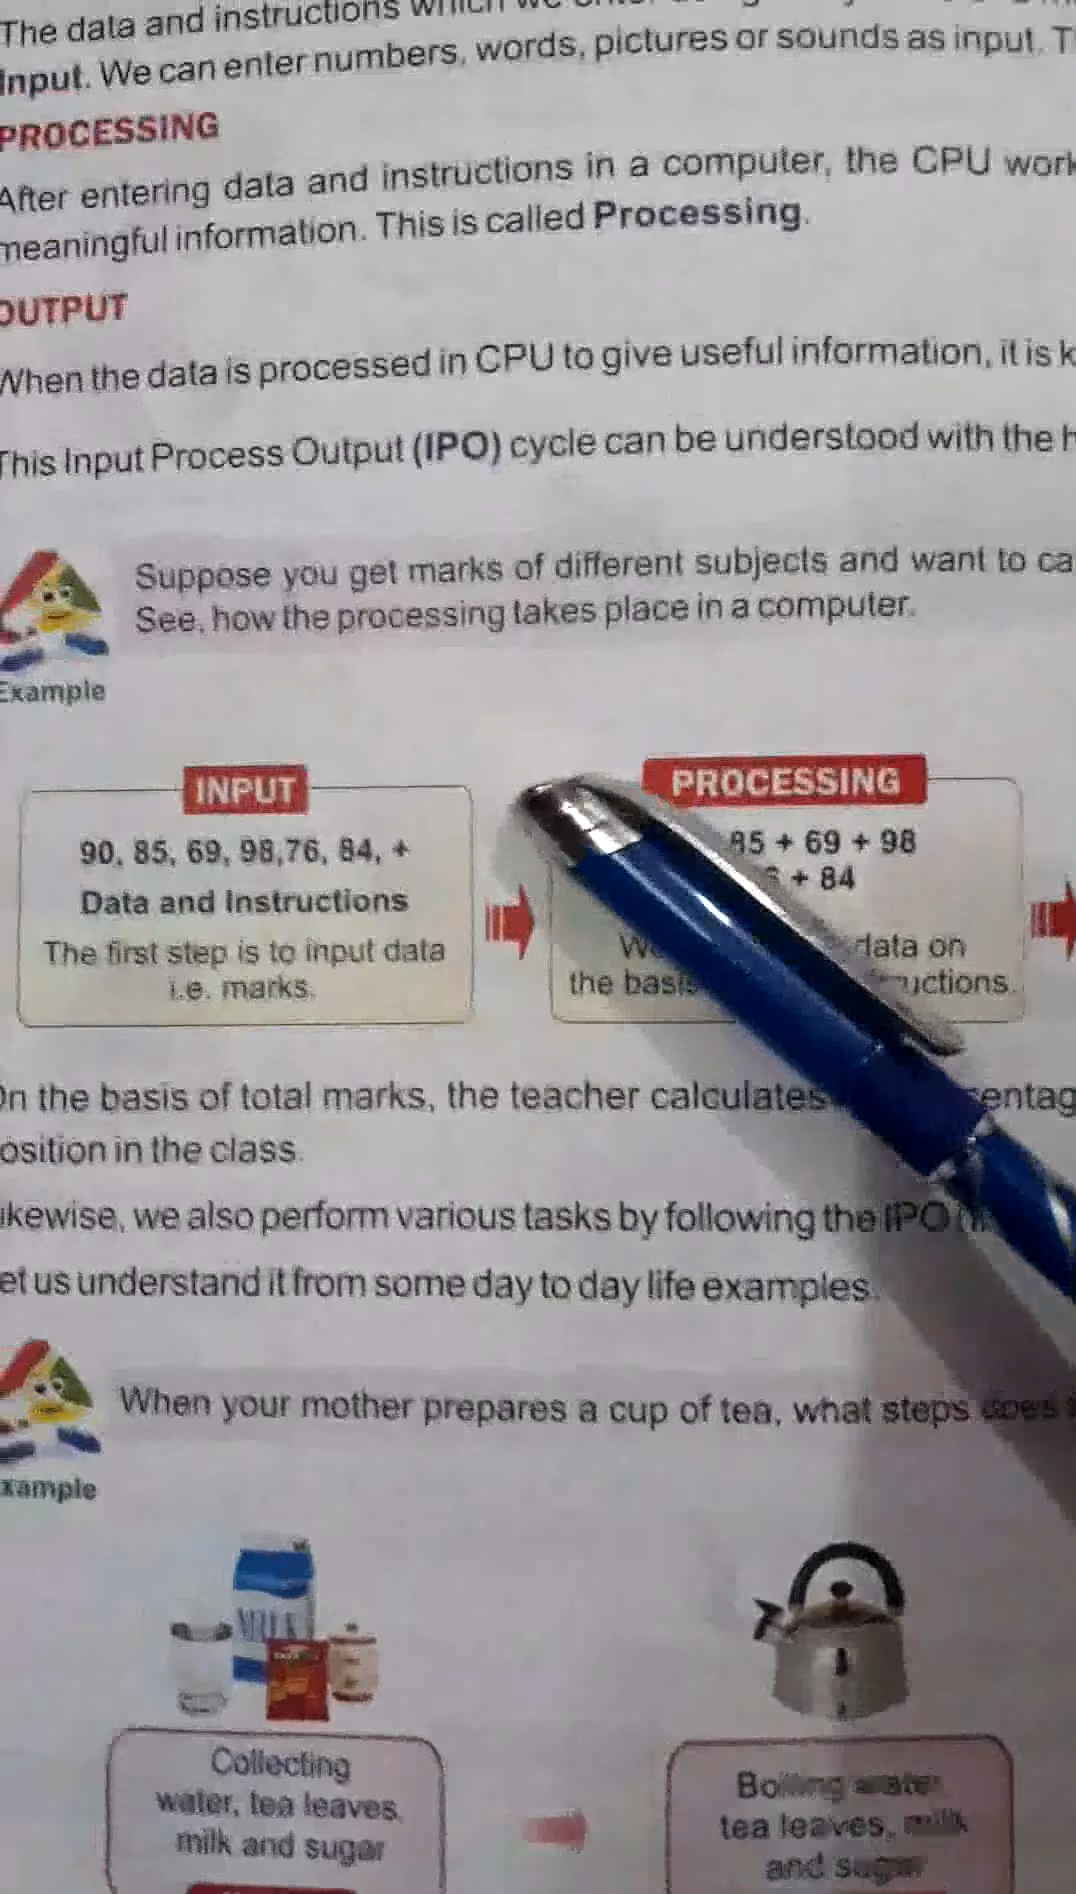 The data and instructions which we
Input. We can enter numbers, words, pictures or sounds as input.
PROCESSING
After entering data and instructions in a computer, the CPU
meaningful information. This is called Processing.
OUTPUT
When the data is processed in CPU to give useful information, it is
This Input Process Output (IPO) cycle can be understood with the
Suppose you get marks of different subjects and want to
See, how the processing takes place in a computer.
Example
INPUT
90, 85, 69, 98,76, 84, +
Data and Instructions
The first step is to input data
i.e. marks.
PROCESSING
85 + 69 + 98
+ 84
data on
the basis
On the basis of total marks, the teacher calculates
osition in the class.
ikewise, we also perform various tasks by following the IPO
et us understand it from some day to day life examples.
When your mother prepares a cup of tea, what steps does
xample
MILK
Collecting
water, tea leaves,
milk and sugar
Boiling water,
tea leaves, milk
and sugar